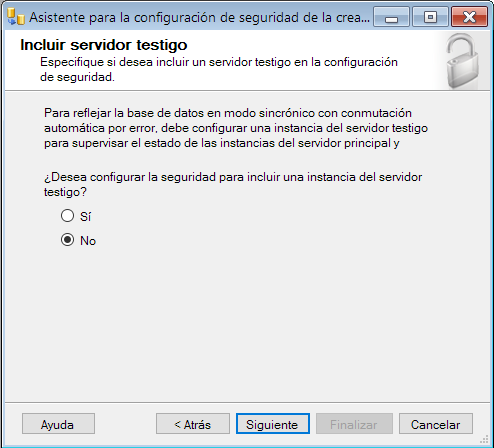 Asistente para la configuración de seguridad de la crea...
Incluir servidor testigo
Especifique si desea incluir un servidor testigo en la configuración
de seguridad.
Para reflejar la base de datos en modo sincrónico con conmutación
automática por error, debe configurar una instancia del servidor testigo
para supervisar el estado de las instancias del servidor principal y
¿Desea configurar la seguridad para incluir una instancia del servidor
testigo?
Sí
No
Ayuda
< Atrás
Siguiente
Finalizar
Cancelar